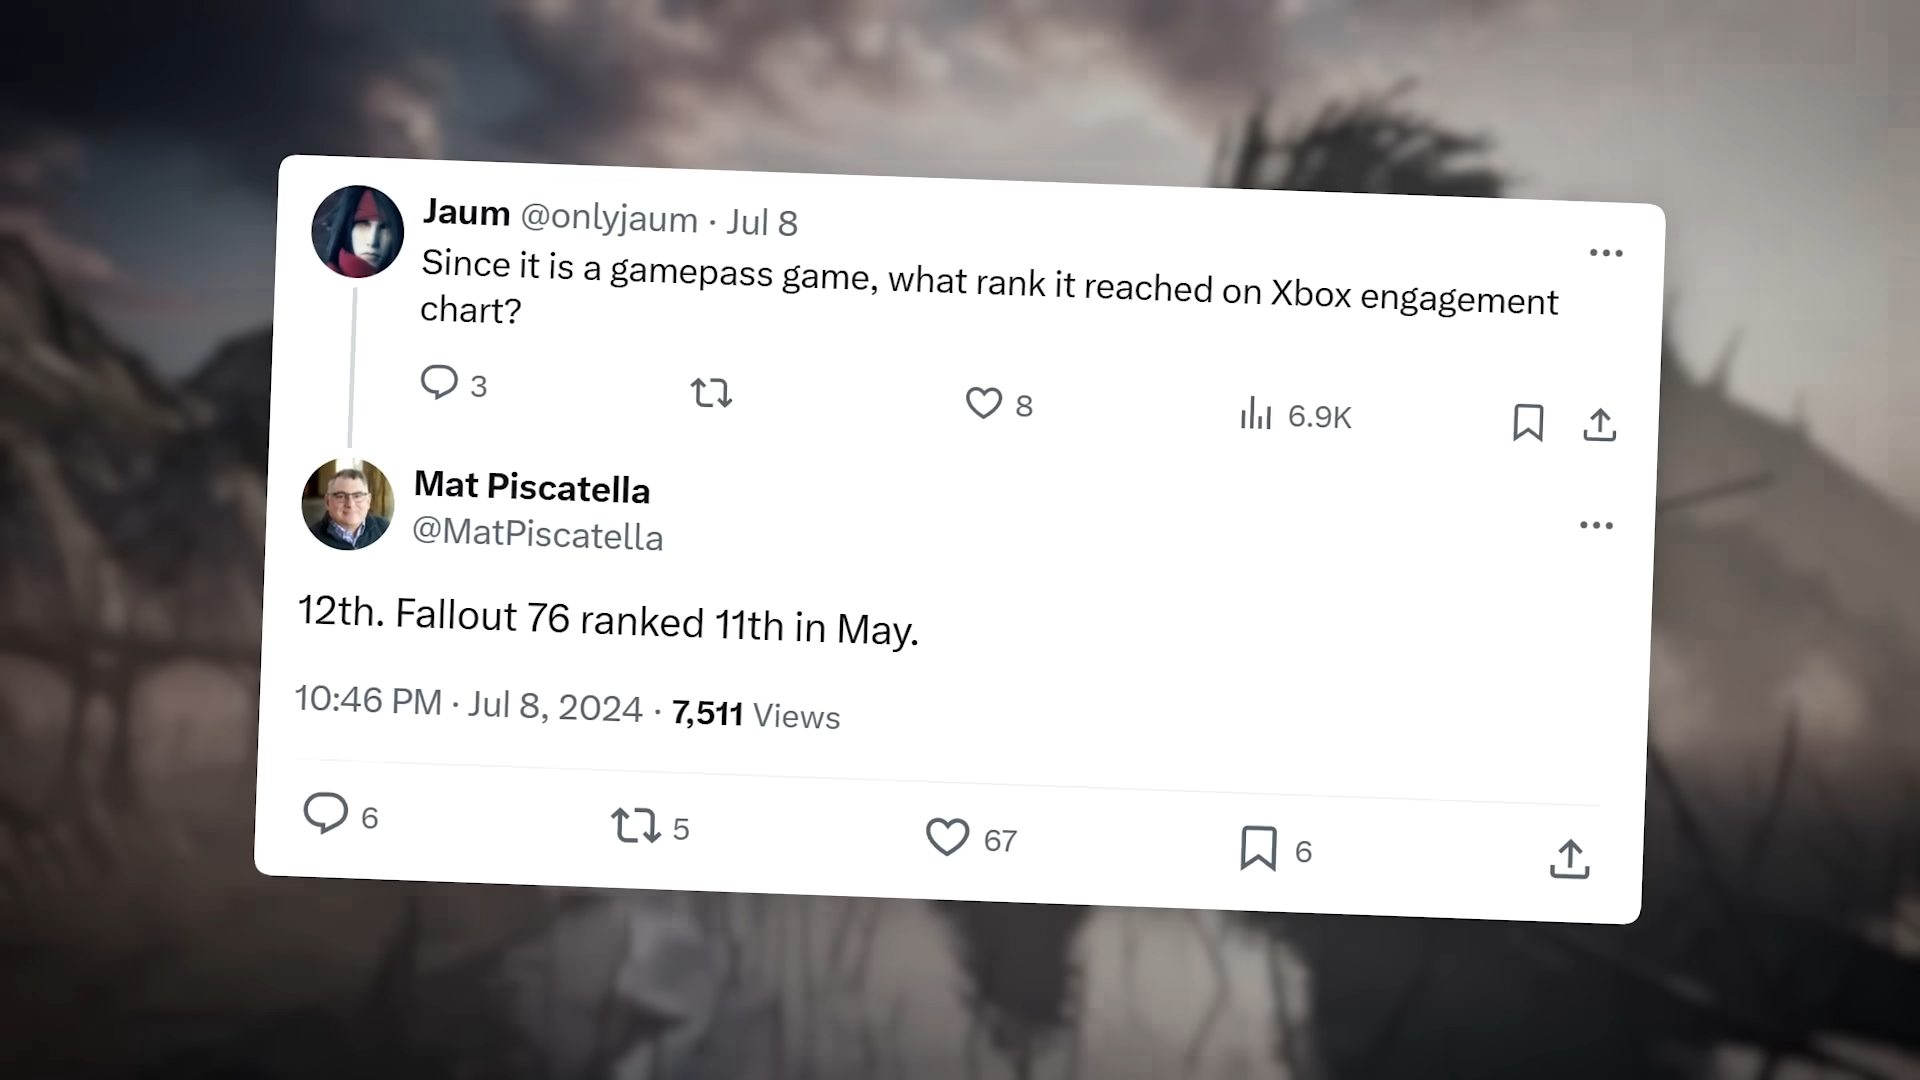 Jaum @onlyjaum · Jul 8
Since it is a gamepass game, what rank it reached on Xbox engagement
chart?
3 8 6.9K
Mat Piscatella
@MatPiscatella
12th. Fallout 76 ranked 11th in May.
10:46 PM · Jul 8, 2024 · 7,511 Views
6 5 67 6